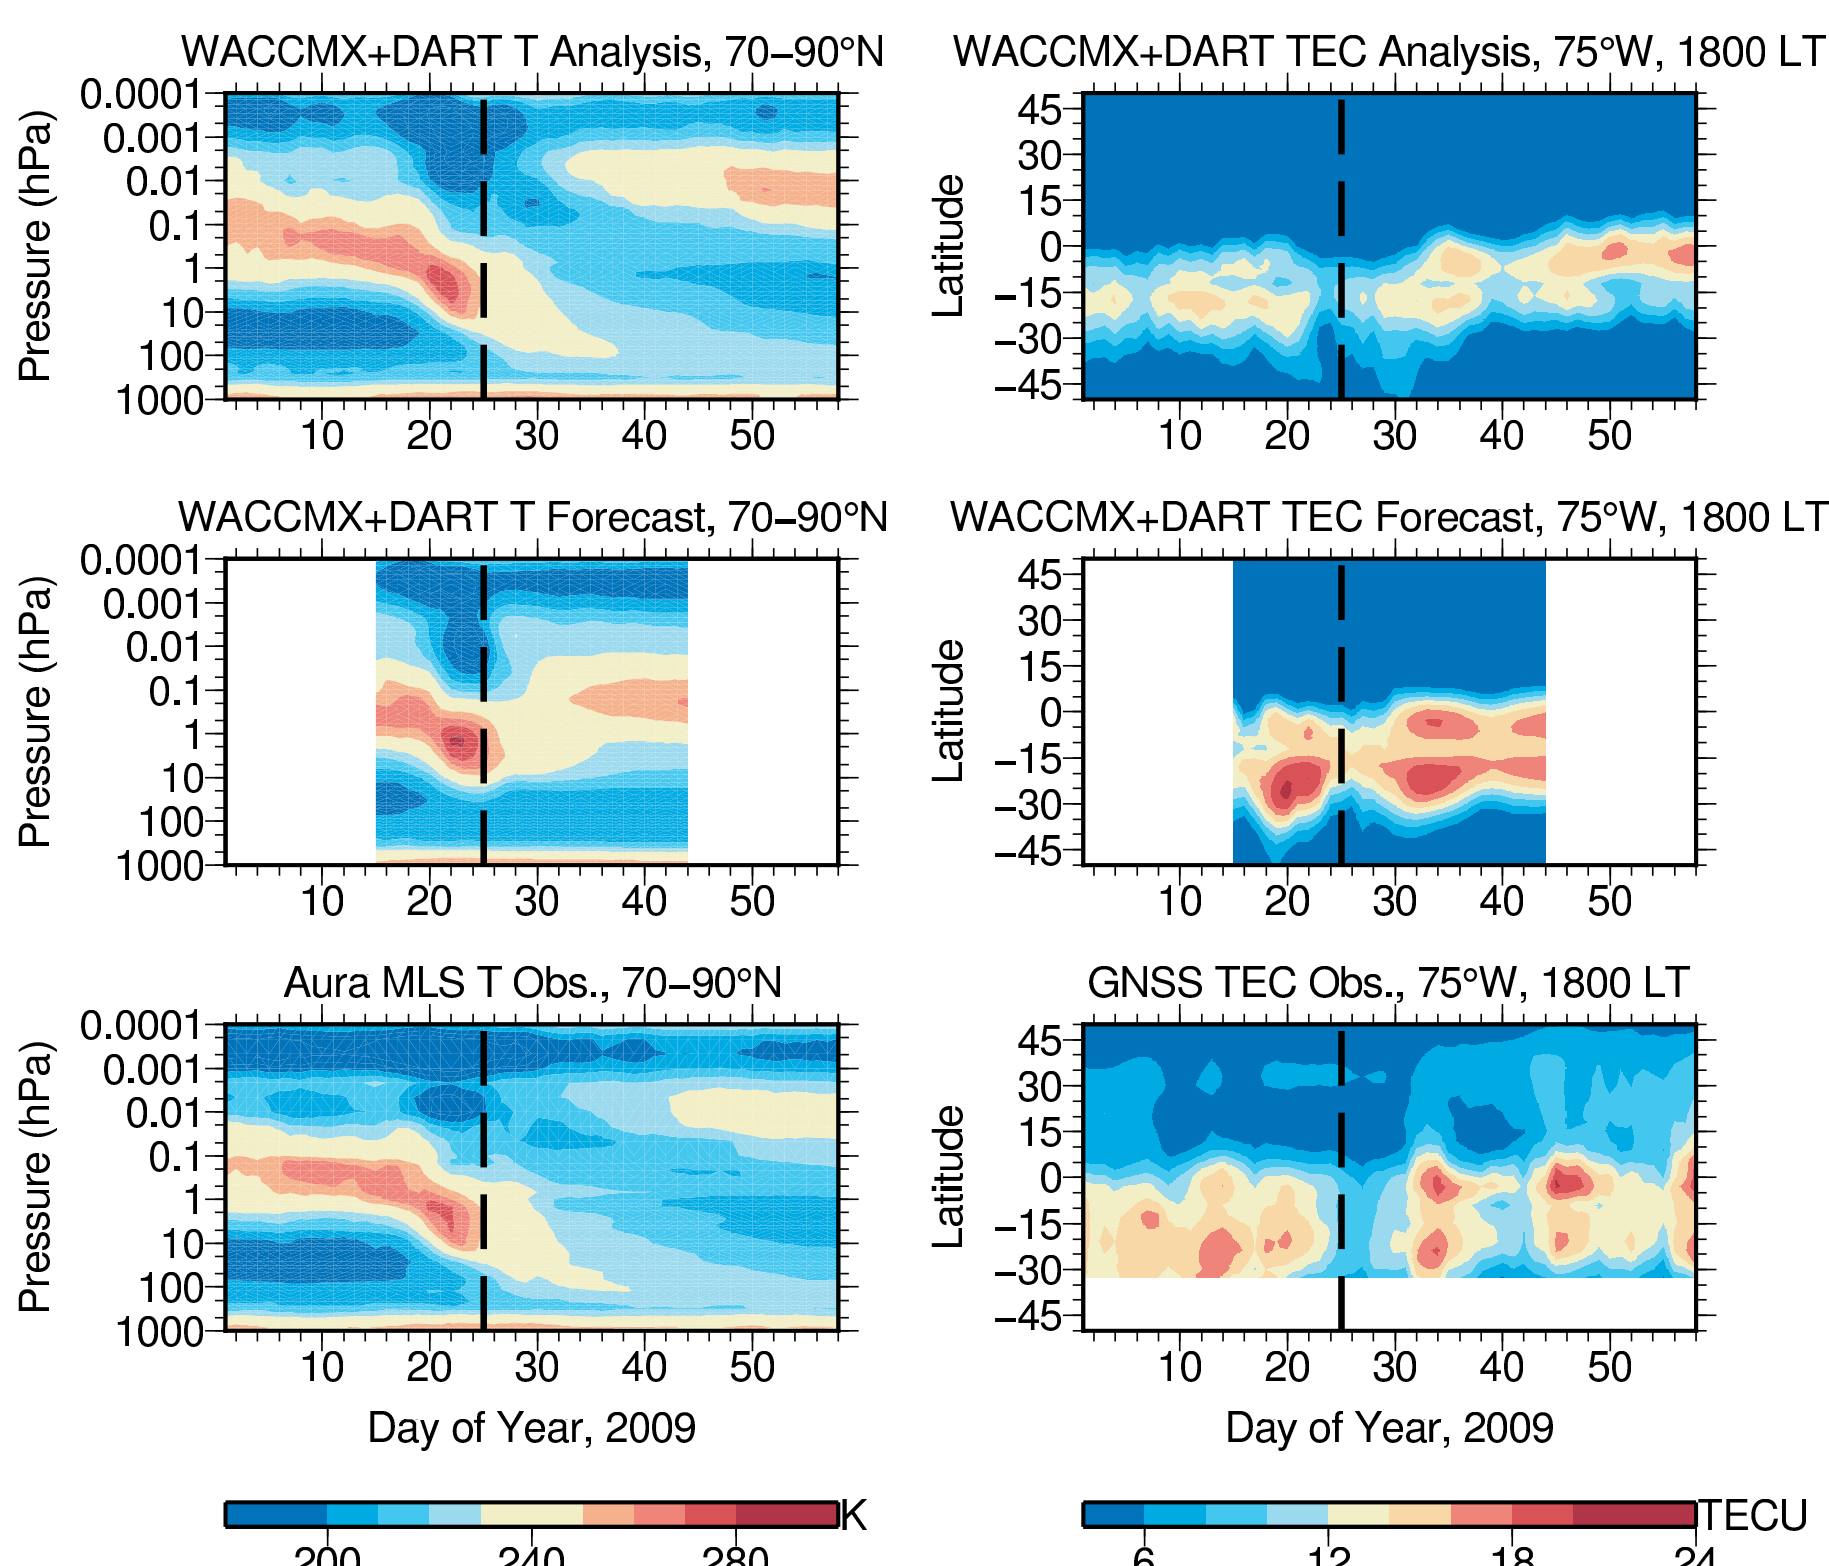 WACCMX+DART T Analysis, 70–90°N
WACCMX+DART TEC Analysis, 75°W, 1800 LT
Pressure (hPa)
0.0001
0.001
0.01
0.1
1
10
100
1000
10 20 30 40 50
Latitude
45
30
15
0
−15
−30
−45
10 20 30 40 50
WACCMX+DART T Forecast, 70–90°N
WACCMX+DART TEC Forecast, 75°W, 1800 LT
Pressure (hPa)
0.0001
0.001
0.01
0.1
1
10
100
1000
10 20 30 40 50
Latitude
45
30
15
0
−15
−30
−45
10 20 30 40 50
Aura MLS T Obs., 70–90°N
GNSS TEC Obs., 75°W, 1800 LT
Pressure (hPa)
0.0001
0.001
0.01
0.1
1
10
100
1000
10 20 30 40 50
Day of Year, 2009
Latitude
45
30
15
0
−15
−30
−45
10 20 30 40 50
Day of Year, 2009
K
200 240 280
TECU
6 12 18 24